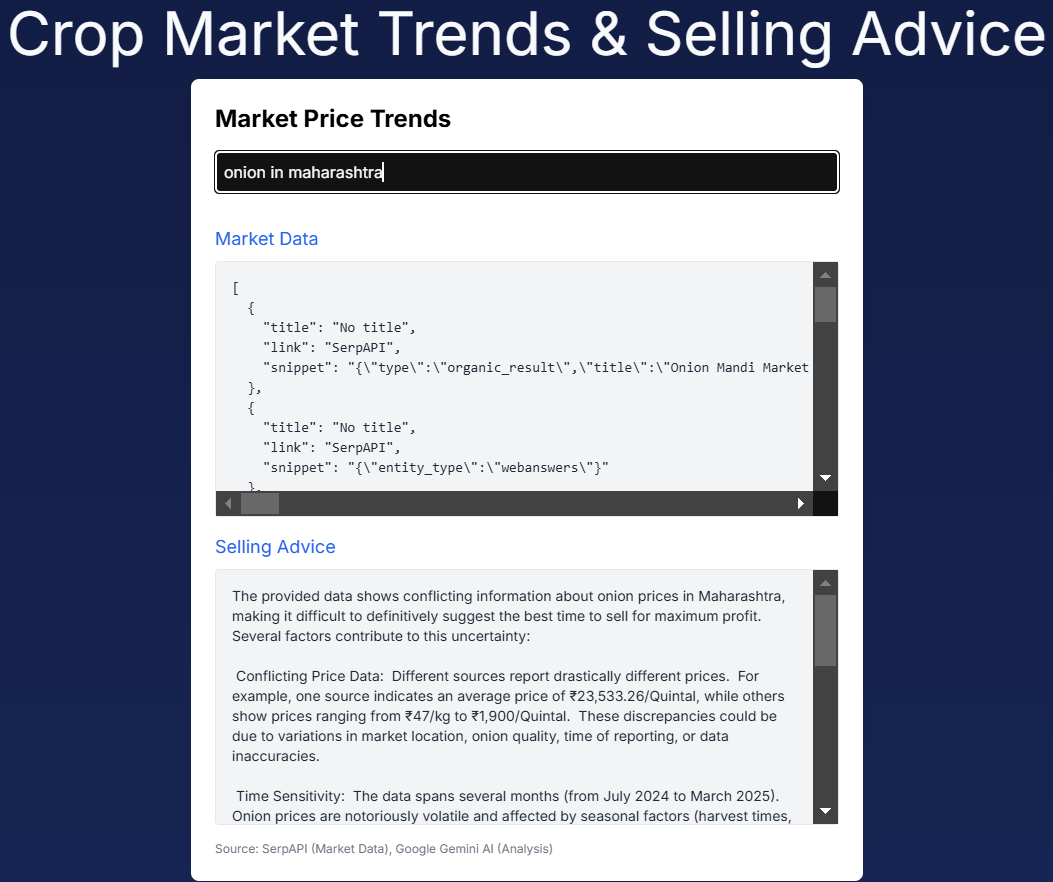 Crop Market Trends & Selling Advice
Market Price Trends
onion in maharashtra
Market Data
[
  {
    "title": "No title",
    "link": "SerpAPI",
    "snippet": "{\"type\":\"organic_result\",\"title\":\"Onion Mandi Market
  },
  {
    "title": "No title",
    "link": "SerpAPI",
    "snippet": "{\"entity_type\":\"webanswers\"}"
  },
Selling Advice
The provided data shows conflicting information about onion prices in Maharashtra,
making it difficult to definitively suggest the best time to sell for maximum profit.
Several factors contribute to this uncertainty:
Conflicting Price Data:  Different sources report drastically different prices.  For
example, one source indicates an average price of ₹23,533.26/Quintal, while others
show prices ranging from ₹47/kg to ₹1,900/Quintal.  These discrepancies could be
due to variations in market location, onion quality, time of reporting, or data
inaccuracies.
Time Sensitivity:  The data spans several months (from July 2024 to March 2025).
Onion prices are notoriously volatile and affected by seasonal factors (harvest times,
Source: SerpAPI (Market Data), Google Gemini AI (Analysis)